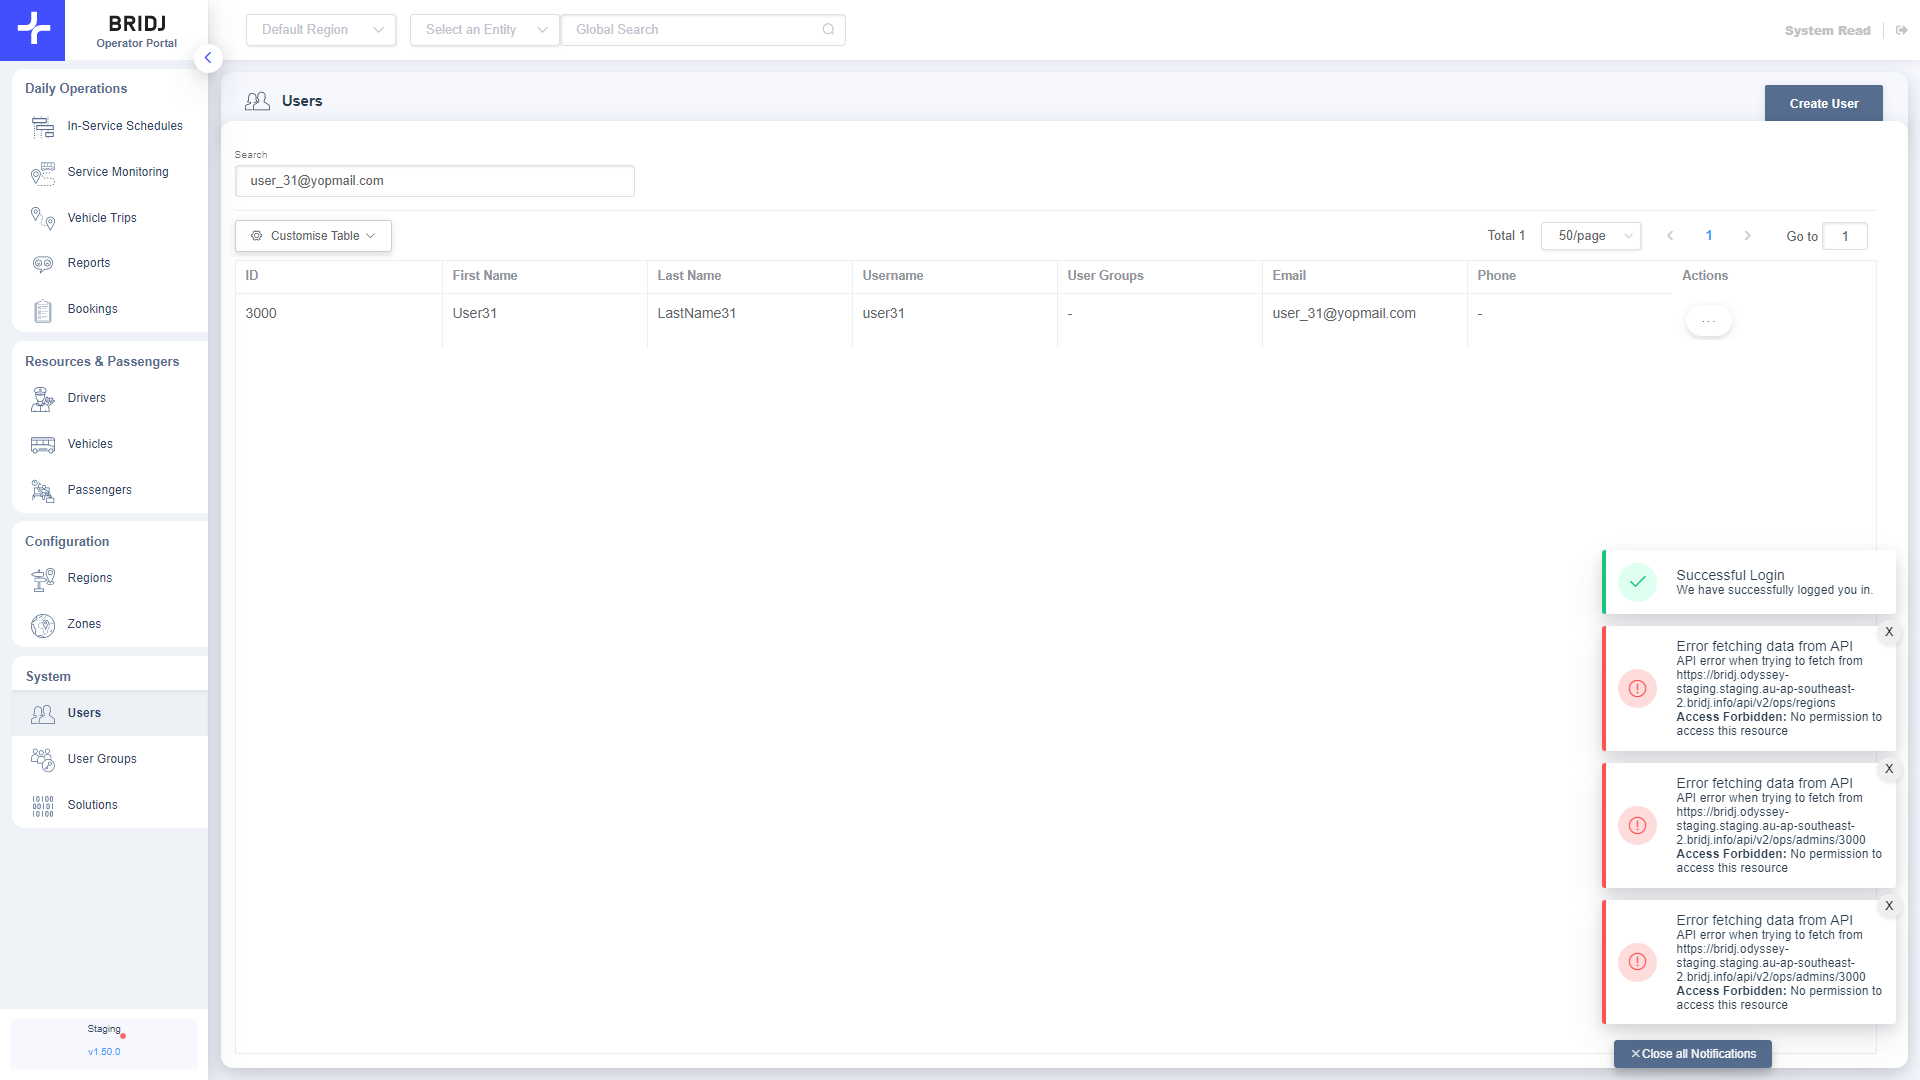 BRIDJ
Operator Portal
Default Region
Select an Entity
Global Search
System Read
Daily Operations
In-Service Schedules
Service Monitoring
Vehicle Trips
Reports
Bookings
Resources & Passengers
Drivers
Vehicles
Passengers
Configuration
Regions
Zones
System
Users
User Groups
Solutions
Staging
v1.50.0
Users
Create User
Search
user_31@yopmail.com
Customise Table
Total 1
50/page
1
Go to
1
ID First Name Last Name Username User Groups Email Phone Actions
3000 User31 LastName31 user31 - user_31@yopmail.com - ...
Successful Login
We have successfully logged you in.
X
Error fetching data from API
API error when trying to fetch from
https://bridj.odyssey-
staging.staging.au-ap-southeast-
2.bridj.info/api/v2/ops/regions
Access Forbidden: No permission to
access this resource
X
Error fetching data from API
API error when trying to fetch from
https://bridj.odyssey-
staging.staging.au-ap-southeast-
2.bridj.info/api/v2/ops/admins/3000
Access Forbidden: No permission to
access this resource
X
Error fetching data from API
API error when trying to fetch from
https://bridj.odyssey-
staging.staging.au-ap-southeast-
2.bridj.info/api/v2/ops/admins/3000
Access Forbidden: No permission to
access this resource
✕Close all Notifications